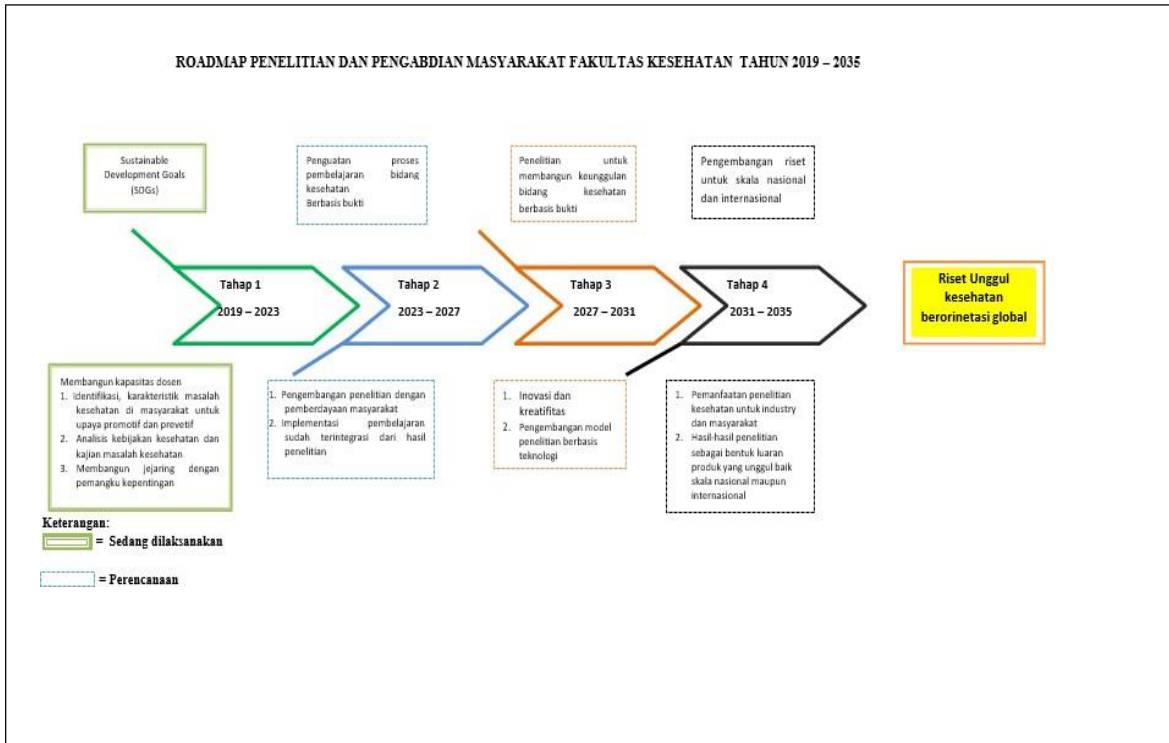 ROADMAP PENELITIAN DAN PENGABDIAN MASYARAKAT FAKULTAS KESEHATAN TAHUN 2019 – 2035
Sustainable
Development Goals
(SDGs)
Penguatan proses
pembelajaran bidang
kesehatan
Berbasis bukti
Penelitian untuk
membangun keunggulan
bidang kesehatan
berbasis bukti
Pengembangan riset
untuk skala nasional
dan internasional
Tahap 1
2019 – 2023
Tahap 2
2023 – 2027
Tahap 3
2027 – 2031
Tahap 4
2031 – 2035
Riset Unggul
kesehatan
berorinetasi global
Membangun kapasitas dosen
1. Identifikasi, karakteristik masalah
kesehatan di masyarakat untuk
upaya promotif dan prevetif
2. Analisis kebijakan kesehatan dan
kajian masalah kesehatan
3. Membangun jejaring dengan
pemangku kepentingan
1. Pengembangan penelitian dengan
pemberdayaan masyarakat
2. Implementasi pembelajaran
sudah terintegrasi dari hasil
penelitian
1. Inovasi dan
kreatifitas
2. Pengembangan model
penelitian berbasis
teknologi
1. Pemanfaatan penelitian
kesehatan untuk industry
dan masyarakat
2. Hasil-hasil penelitian
sebagai bentuk luaran
produk yang unggul baik
skala nasional maupun
internasional
Keterangan:
= Sedang dilaksanakan
= Perencanaan